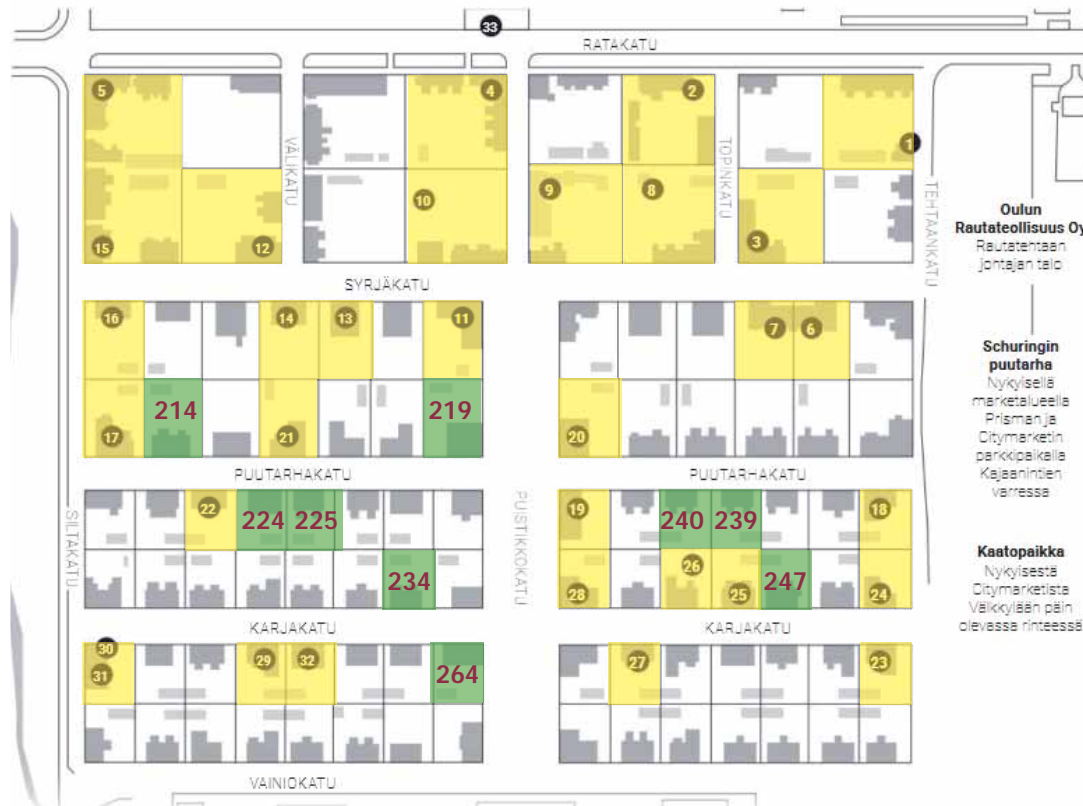 33
RATAKATU
5
4
2
1
VÄLIKATU
TOPINKATU
TEHTAANKATU
10
9
8
15
12
3
Oulun
Rautateollisuus Oy
Rautatehtaan
johtajan talo
SYRJÄKATU
16
14
13
11
7
6
Schuringin
puutarha
Nykyisellä
marketalueella
Prisman ja
Citymarketin
parkkipaikalla
Kajaanintien
varressa
214
219
17
21
20
PUUTARHAKATU
PUUTARHAKATU
SILTAKATU
PUISTIKKOKATU
22
224
225
19
240
239
18
234
28
26
25
247
24
Kaatopaikka
Nykyisestä
Citymarketista
Välkkylään päin
olevassa rinteessä
KARJAKATU
KARJAKATU
30
31
29
32
264
27
23
VAINIOKATU